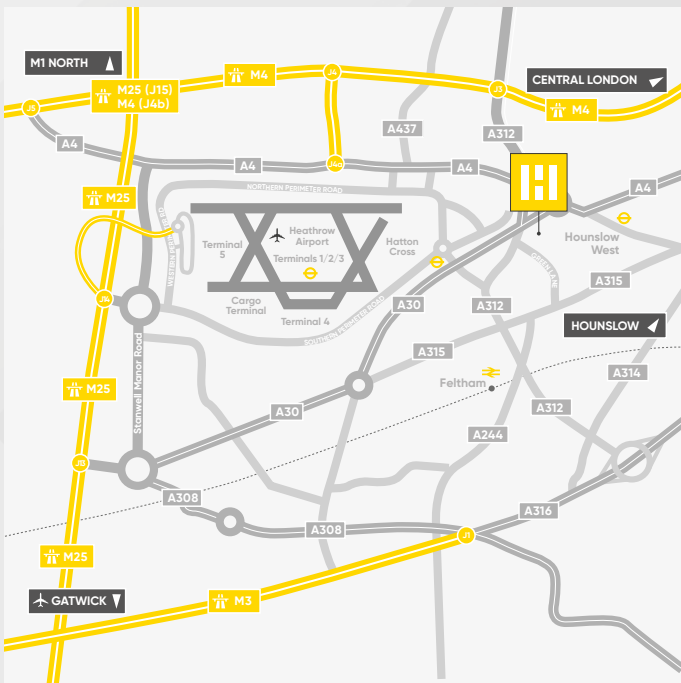 M1 NORTH
M25 (J15)
M4 (J4b)
M4
J4
CENTRAL LONDON
J3
M4
J5
A4
A437
A312
A4
J4a
A4
A4
M25
NORTHERN PERIMETER ROAD
Terminal
5
Heathrow
Airport
Terminals 1/2/3
Hatton
Cross
Hounslow
West
GREEN LANE
A315
J14
Cargo
Terminal
Terminal 4
SOUTHERN PERIMETER ROAD
A30
A312
HOUNSLOW
Stanwell Manor Road
A315
A314
M25
Feltham
A30
A312
A244
A308
A316
A308
J1
M25
GATWICK
M3